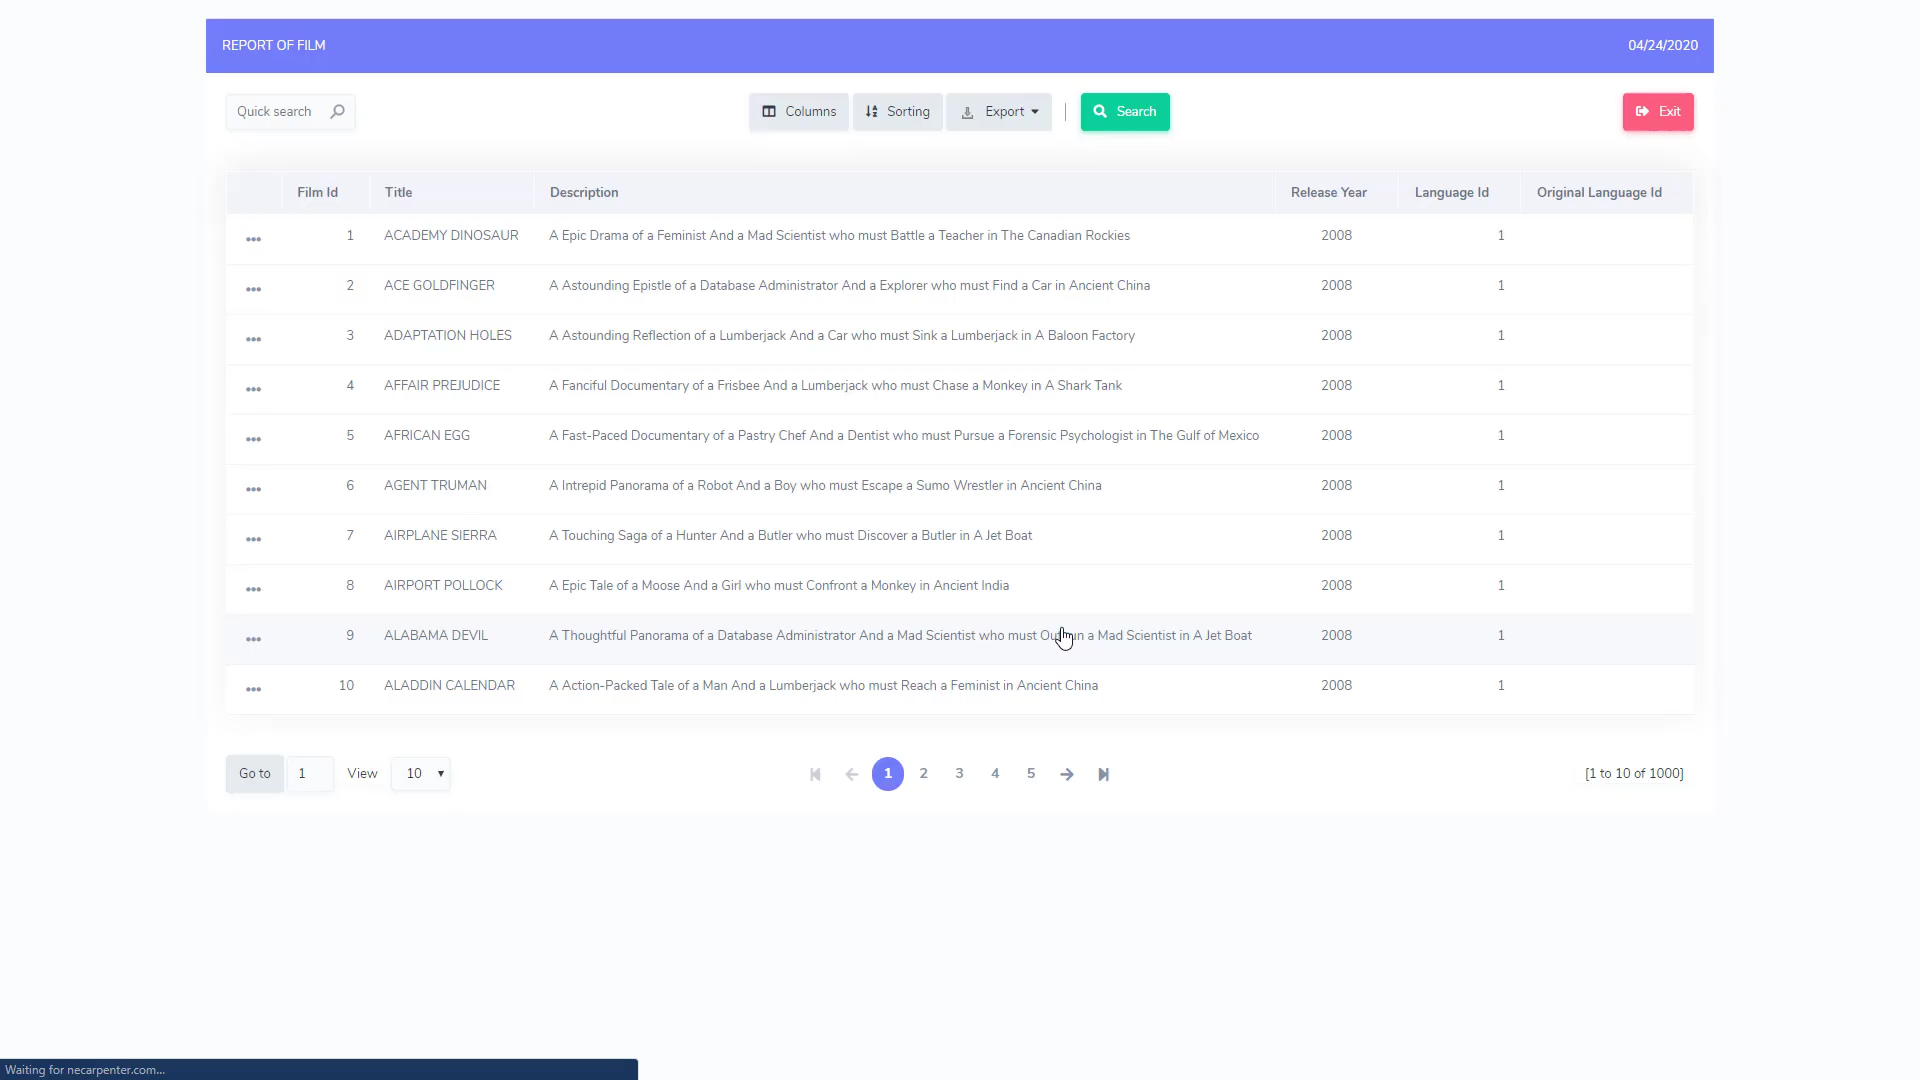 REPORT OF FILM 04/24/2020
Quick search Columns Sorting Export Search Exit
Film Id Title Description Release Year Language Id Original Language Id
1 ACADEMY DINOSAUR A Epic Drama of a Feminist And a Mad Scientist who must Battle a Teacher in The Canadian Rockies 2008 1
2 ACE GOLDFINGER A Astounding Epistle of a Database Administrator And a Explorer who must Find a Car in Ancient China 2008 1
3 ADAPTATION HOLES A Astounding Reflection of a Lumberjack And a Car who must Sink a Lumberjack in A Baloon Factory 2008 1
4 AFFAIR PREJUDICE A Fanciful Documentary of a Frisbee And a Lumberjack who must Chase a Monkey in A Shark Tank 2008 1
5 AFRICAN EGG A Fast-Paced Documentary of a Pastry Chef And a Dentist who must Pursue a Forensic Psychologist in The Gulf of Mexico 2008 1
6 AGENT TRUMAN A Intrepid Panorama of a Robot And a Boy who must Escape a Sumo Wrestler in Ancient China 2008 1
7 AIRPLANE SIERRA A Touching Saga of a Hunter And a Butler who must Discover a Butler in A Jet Boat 2008 1
8 AIRPORT POLLOCK A Epic Tale of a Moose And a Girl who must Confront a Monkey in Ancient India 2008 1
9 ALABAMA DEVIL A Thoughtful Panorama of a Database Administrator And a Mad Scientist who must a Mad Scientist in A Jet Boat 2008 1
10 ALADDIN CALENDAR A Action-Packed Tale of a Man And a Lumberjack who must Reach a Feminist in Ancient China 2008 1
Go to 1 View 10 1 2 3 4 5 [1 to 10 of 1000]
Waiting for necarpenter.com...